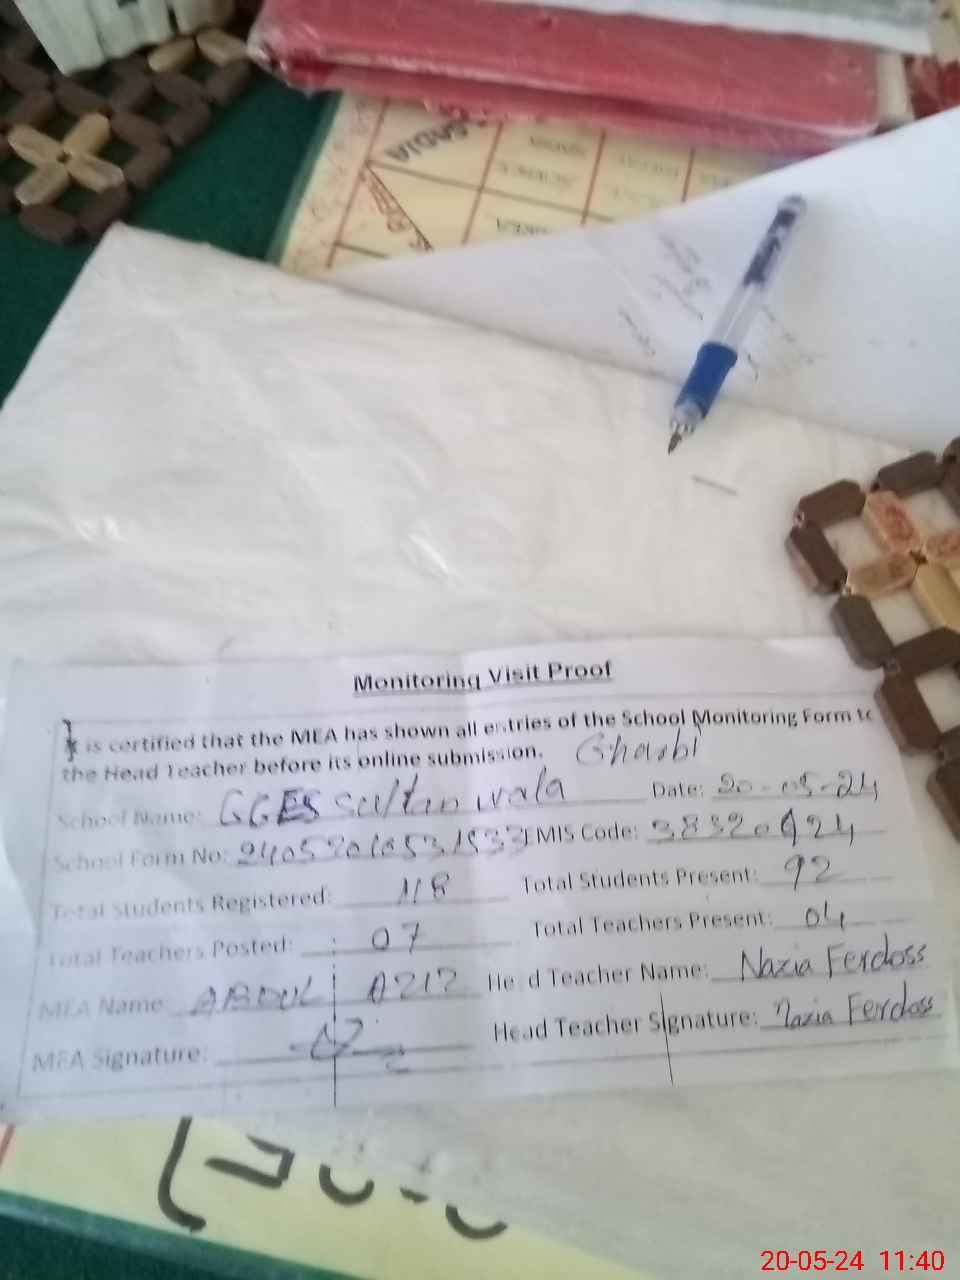 SADIA
Monitoring Visit Proof
It is certified that the MEA has shown all entries of the School Monitoring Form to
the Head Teacher before its online submission. Gharbi
School Name: GGES Sultan wala Date: 20-05-24
School Form No: EMIS Code:
Total Students Registered: 118 Total Students Present: 92
Total Teachers Posted: 07 Total Teachers Present: 04
MEA Name: ABDUL AZIZ Head Teacher Name: Nazia Ferdoss
MEA Signature: Head Teacher Signature: Nazia Ferdoss
20-05-24 11:40